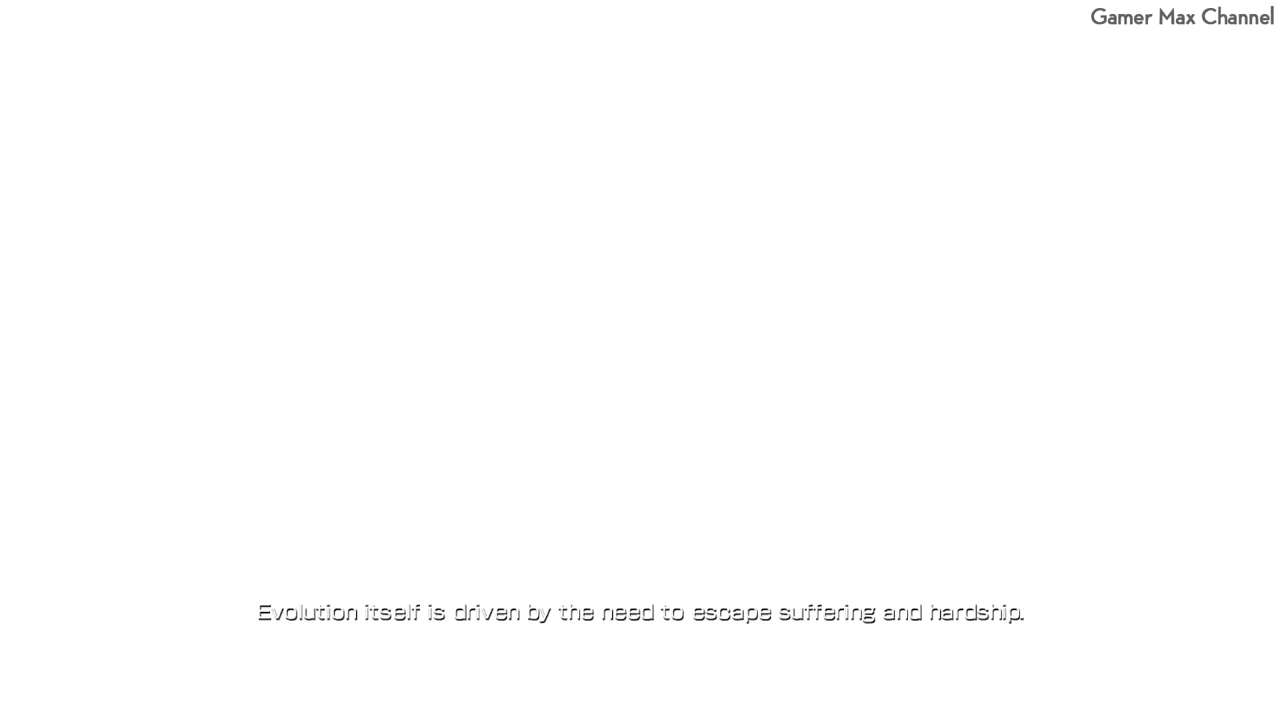 Gamer Max Channel
Evolution itself is driven by the need to escape suffering and hardship.